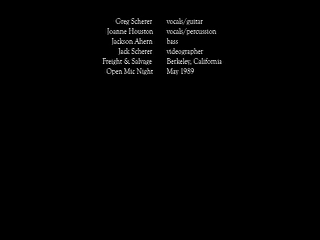 Greg Scherer vocals/guitar
Joanne Houston vocals/percussion
Jackson Ahern bass
Jack Scherer videographer
Freight & Salvage Berkeley, California
Open Mic Night May 1989